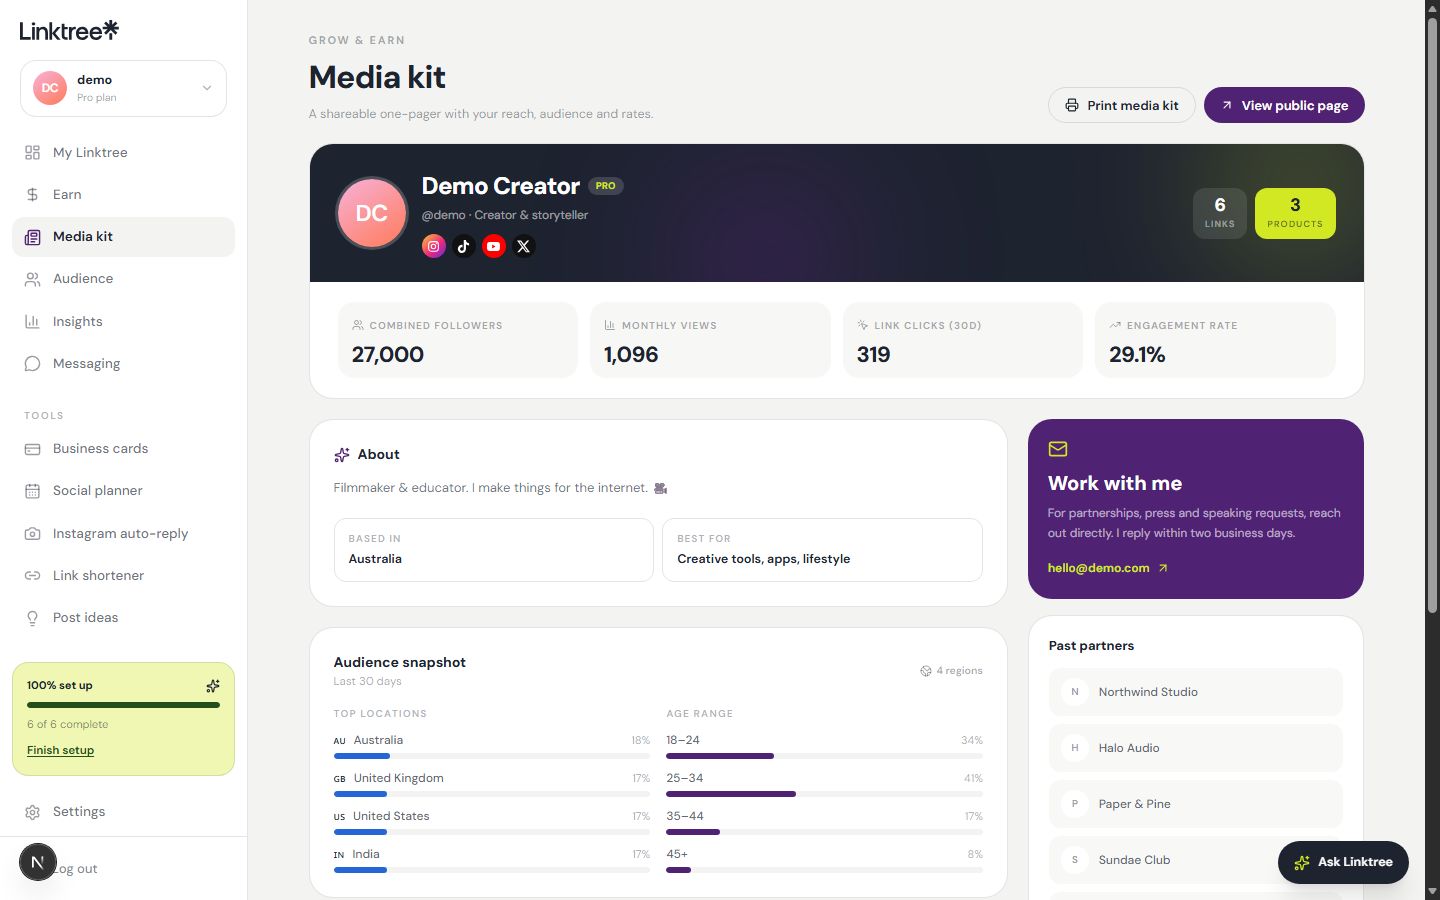 Linktree
DC
demo
Pro plan
My Linktree
Earn
Media kit
Audience
Insights
Messaging
TOOLS
Business cards
Social planner
Instagram auto-reply
Link shortener
Post ideas
100% set up
6 of 6 complete
Finish setup
Settings
N
Log out
GROW & EARN
Media kit
A shareable one-pager with your reach, audience and rates.
Print media kit
View public page
DC
Demo Creator PRO
@demo · Creator & storyteller
6
LINKS
3
PRODUCTS
COMBINED FOLLOWERS
27,000
MONTHLY VIEWS
1,096
LINK CLICKS (30D)
319
ENGAGEMENT RATE
29.1%
About
Filmmaker & educator. I make things for the internet. 🎥
BASED IN
Australia
BEST FOR
Creative tools, apps, lifestyle
Audience snapshot
Last 30 days
4 regions
TOP LOCATIONS
AU Australia 18%
GB United Kingdom 17%
US United States 17%
IN India 17%
AGE RANGE
18–24 34%
25–34 41%
35–44 17%
45+ 8%
Work with me
For partnerships, press and speaking requests, reach
out directly. I reply within two business days.
hello@demo.com
Past partners
N Northwind Studio
H Halo Audio
P Paper & Pine
S Sundae Club
Ask Linktree